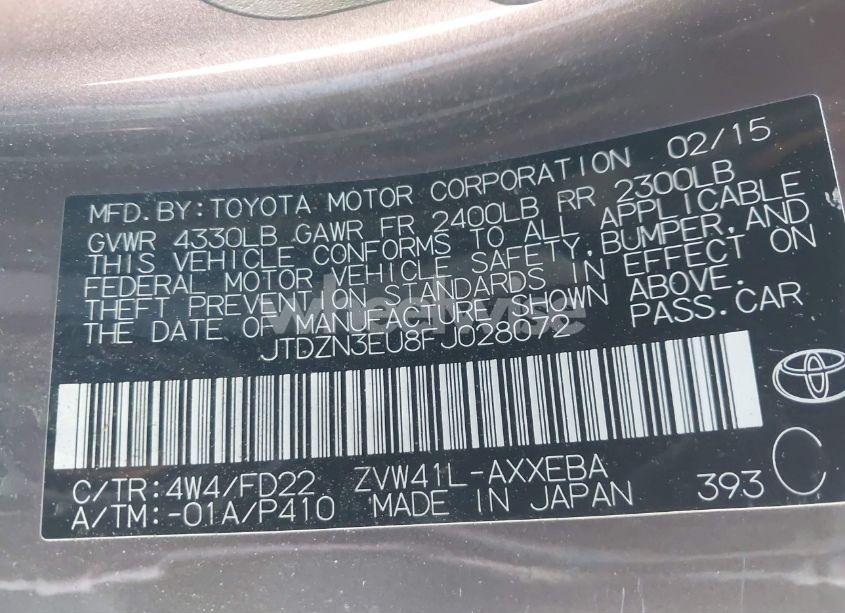 MFD. BY: TOYOTA MOTOR CORPORATION 02/15
GVWR 4330LB GAWR FR 2400LB RR 2300LB
THIS VEHICLE CONFORMS TO ALL APPLICABLE
FEDERAL MOTOR VEHICLE SAFETY, BUMPER, AND
THEFT PREVENTION STANDARDS IN EFFECT ON
THE DATE OF MANUFACTURE SHOWN ABOVE.
JTDZN3EU8FJ028072 PASS. CAR
C/TR: 4W4/FD22 ZVW41L-AXXEBA
A/TM: -01A/P410 MADE IN JAPAN 393 C